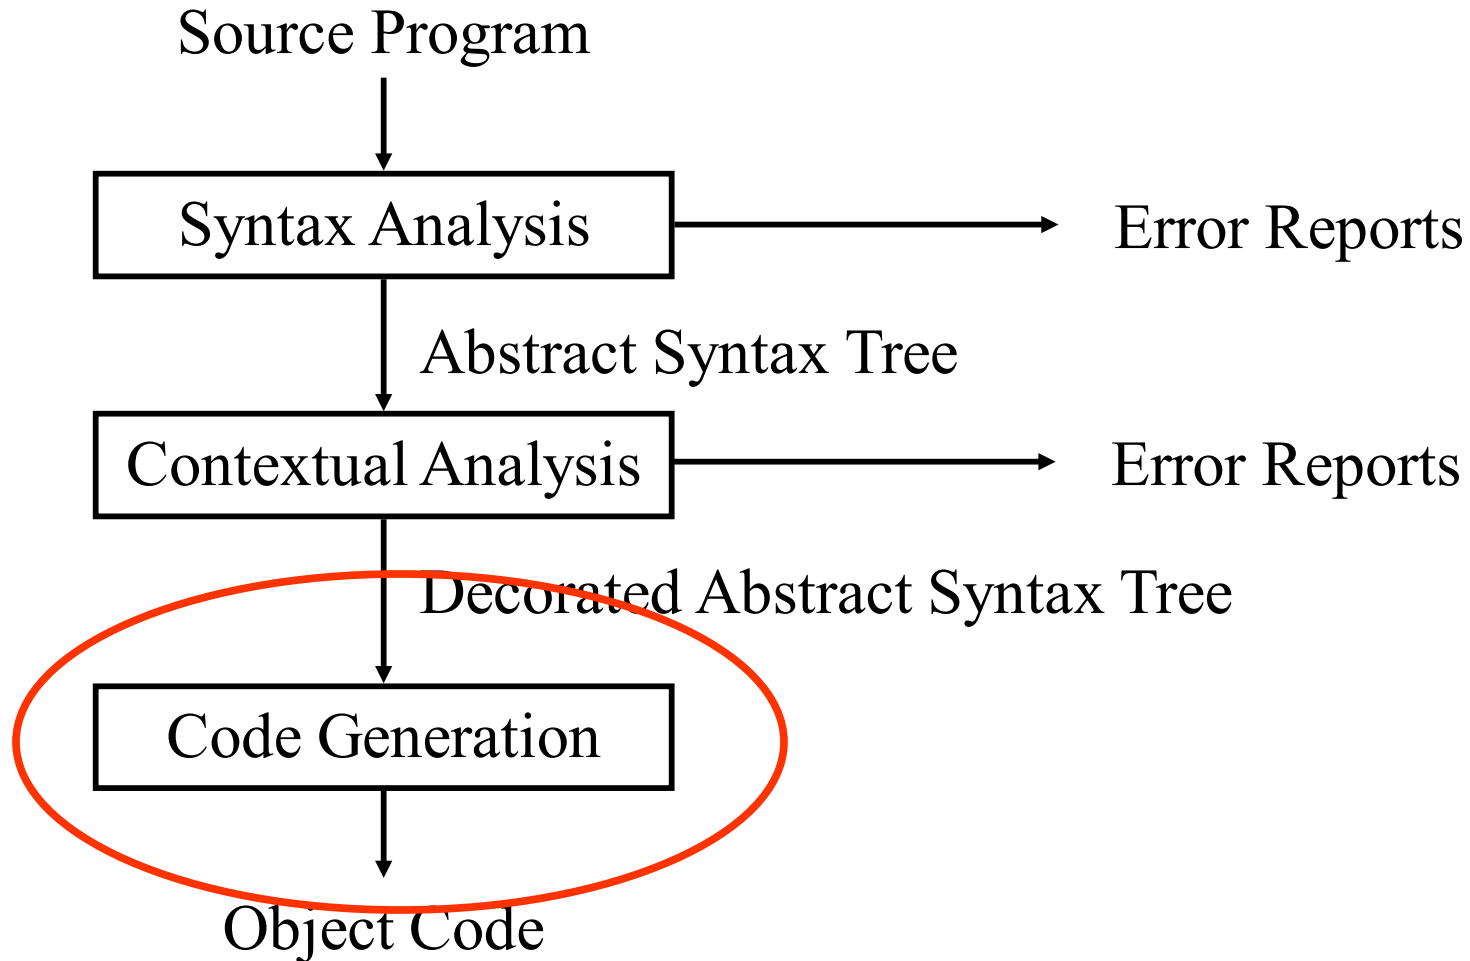 Source Program
Syntax Analysis
Error Reports
Abstract Syntax Tree
Contextual Analysis
Error Reports
Decorated Abstract Syntax Tree
Code Generation
Object Code